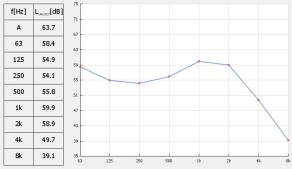 f[Hz] L [dB]
A 63.7
63 58.4
125 54.9
250 54.1
500 55.8
1k 59.9
2k 58.9
4k 49.7
8k 39.1
75
71
67
63
59
55
51
47
43
39
35
63 125 250 500 1k 2k 4k 8k